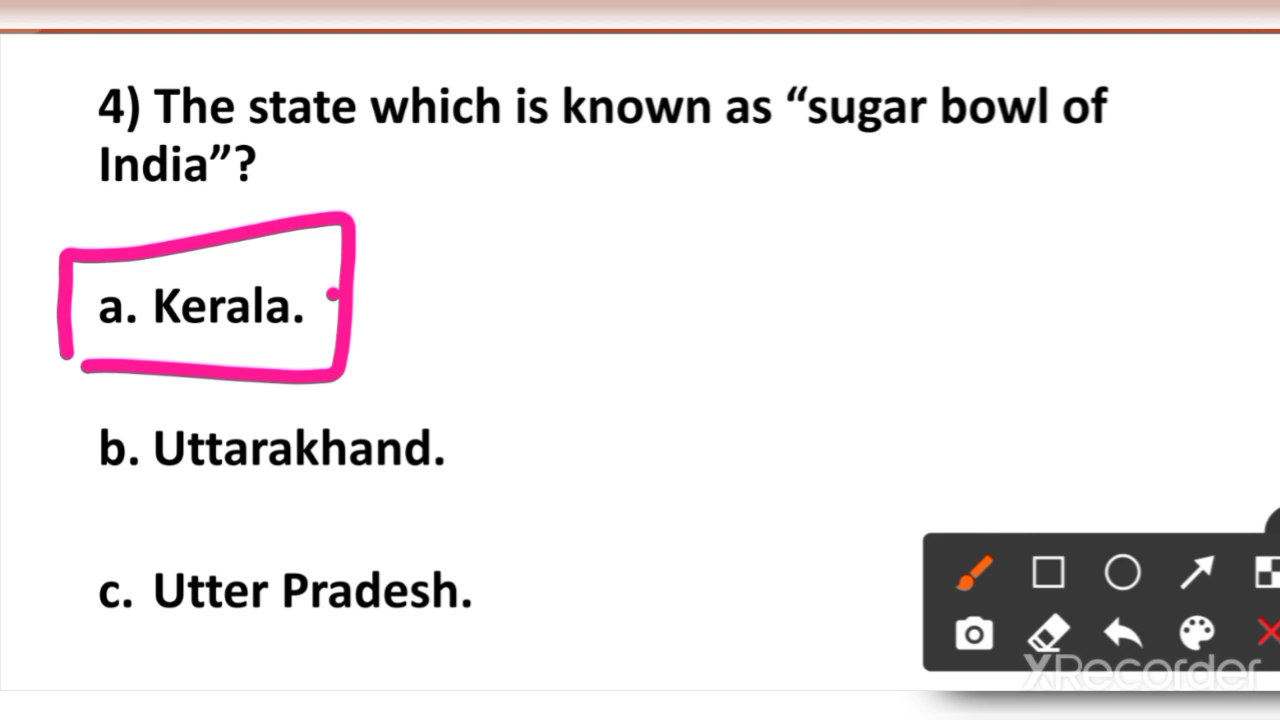 4) The state which is known as “sugar bowl of
India”?
a. Kerala.
b. Uttarakhand.
c. Utter Pradesh.
XRecorder